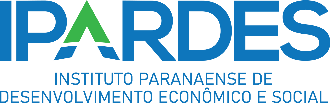 IPARDES
INSTITUTO PARANAENSE DE
DESENVOLVIMENTO ECONÔMICO E SOCIAL